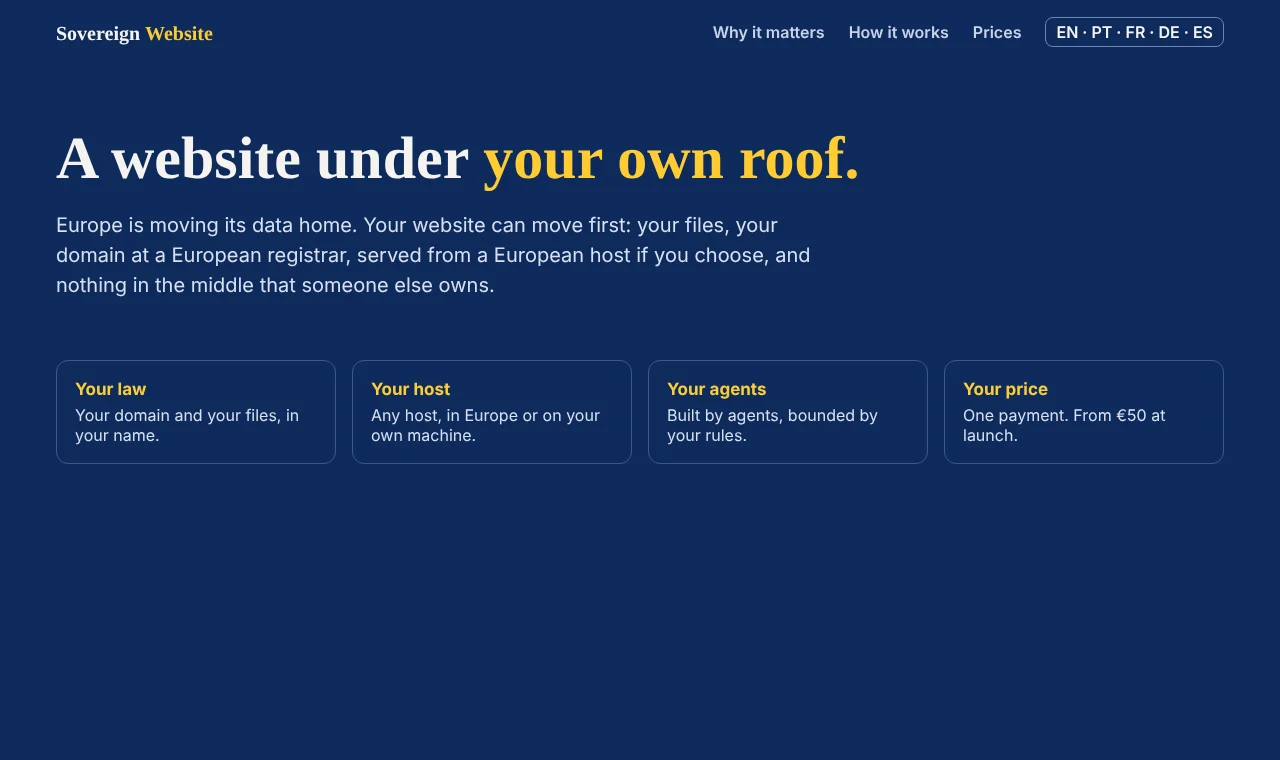 Sovereign Website
Why it matters
How it works
Prices
EN · PT · FR · DE · ES
A website under your own roof.
Europe is moving its data home. Your website can move first: your files, your
domain at a European registrar, served from a European host if you choose, and
nothing in the middle that someone else owns.
Your law
Your domain and your files, in
your name.
Your host
Any host, in Europe or on your
own machine.
Your agents
Built by agents, bounded by
your rules.
Your price
One payment. From €50 at
launch.